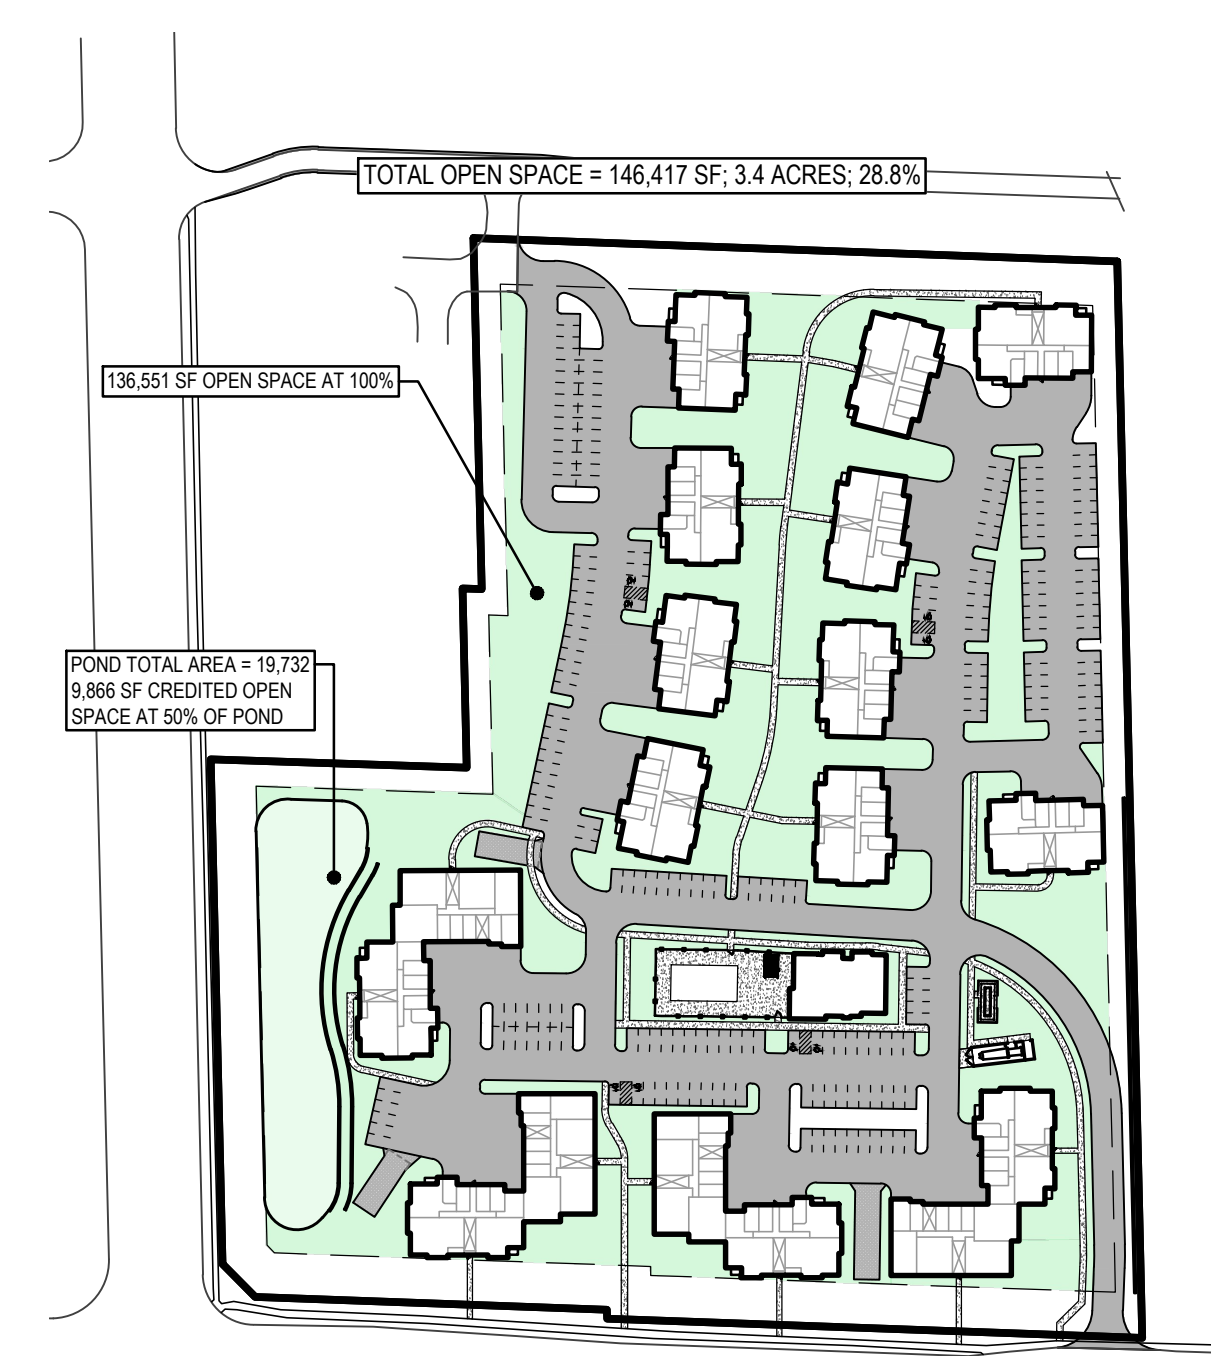 TOTAL OPEN SPACE = 146,417 SF; 3.4 ACRES; 28.8%
136,551 SF OPEN SPACE AT 100%
POND TOTAL AREA = 19,732
9,866 SF CREDITED OPEN
SPACE AT 50% OF POND